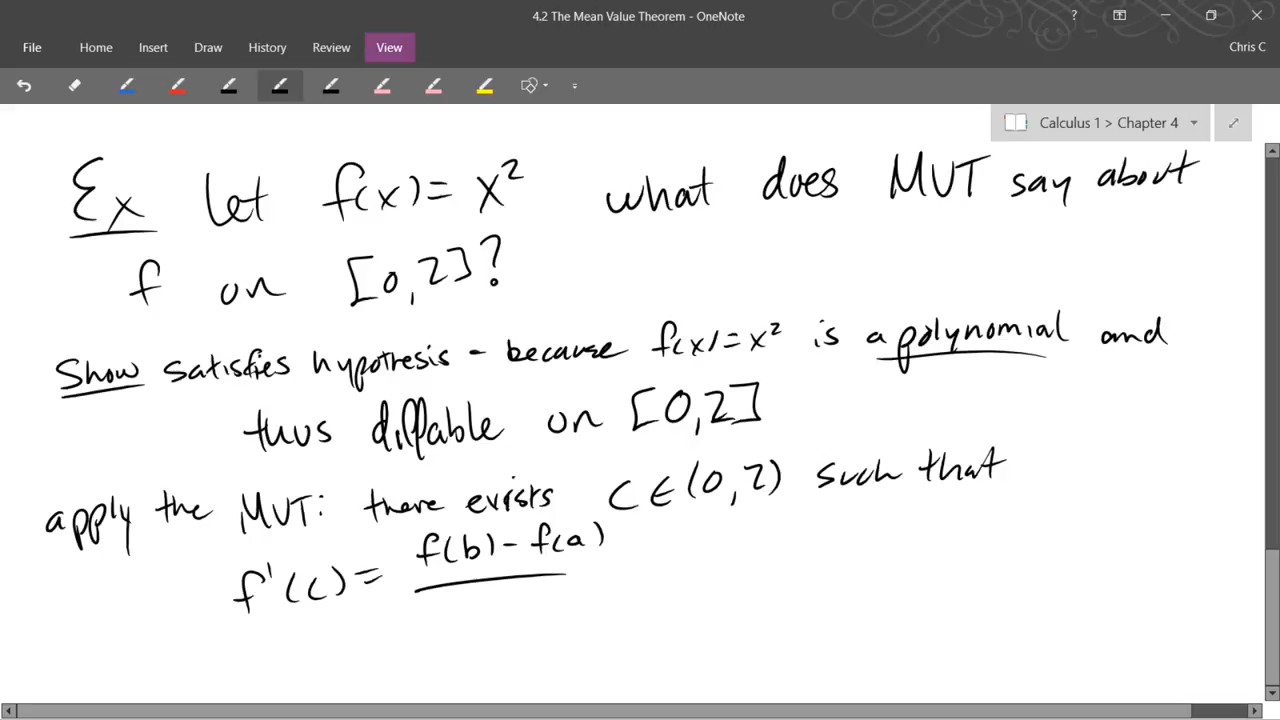 4.2 The Mean Value Theorem - OneNote
File Home Insert Draw History Review View
Chris C
Calculus 1 > Chapter 4
Ex let f(x) = x² what does MVT say about
f on [0,2]?
Show satisfies hypothesis - because f(x) = x² is a polynomial and
thus diffable on [0,2]
apply the MVT: there exists C ∈ (0,2) such that
f'(c) = f(b) - f(a)